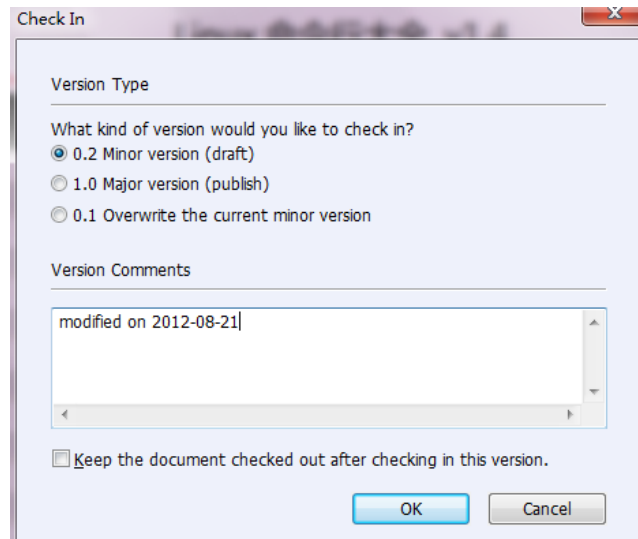 Check In
Version Type
What kind of version would you like to check in?
0.2 Minor version (draft)
1.0 Major version (publish)
0.1 Overwrite the current minor version
Version Comments
modified on 2012-08-21
Keep the document checked out after checking in this version.
OK Cancel